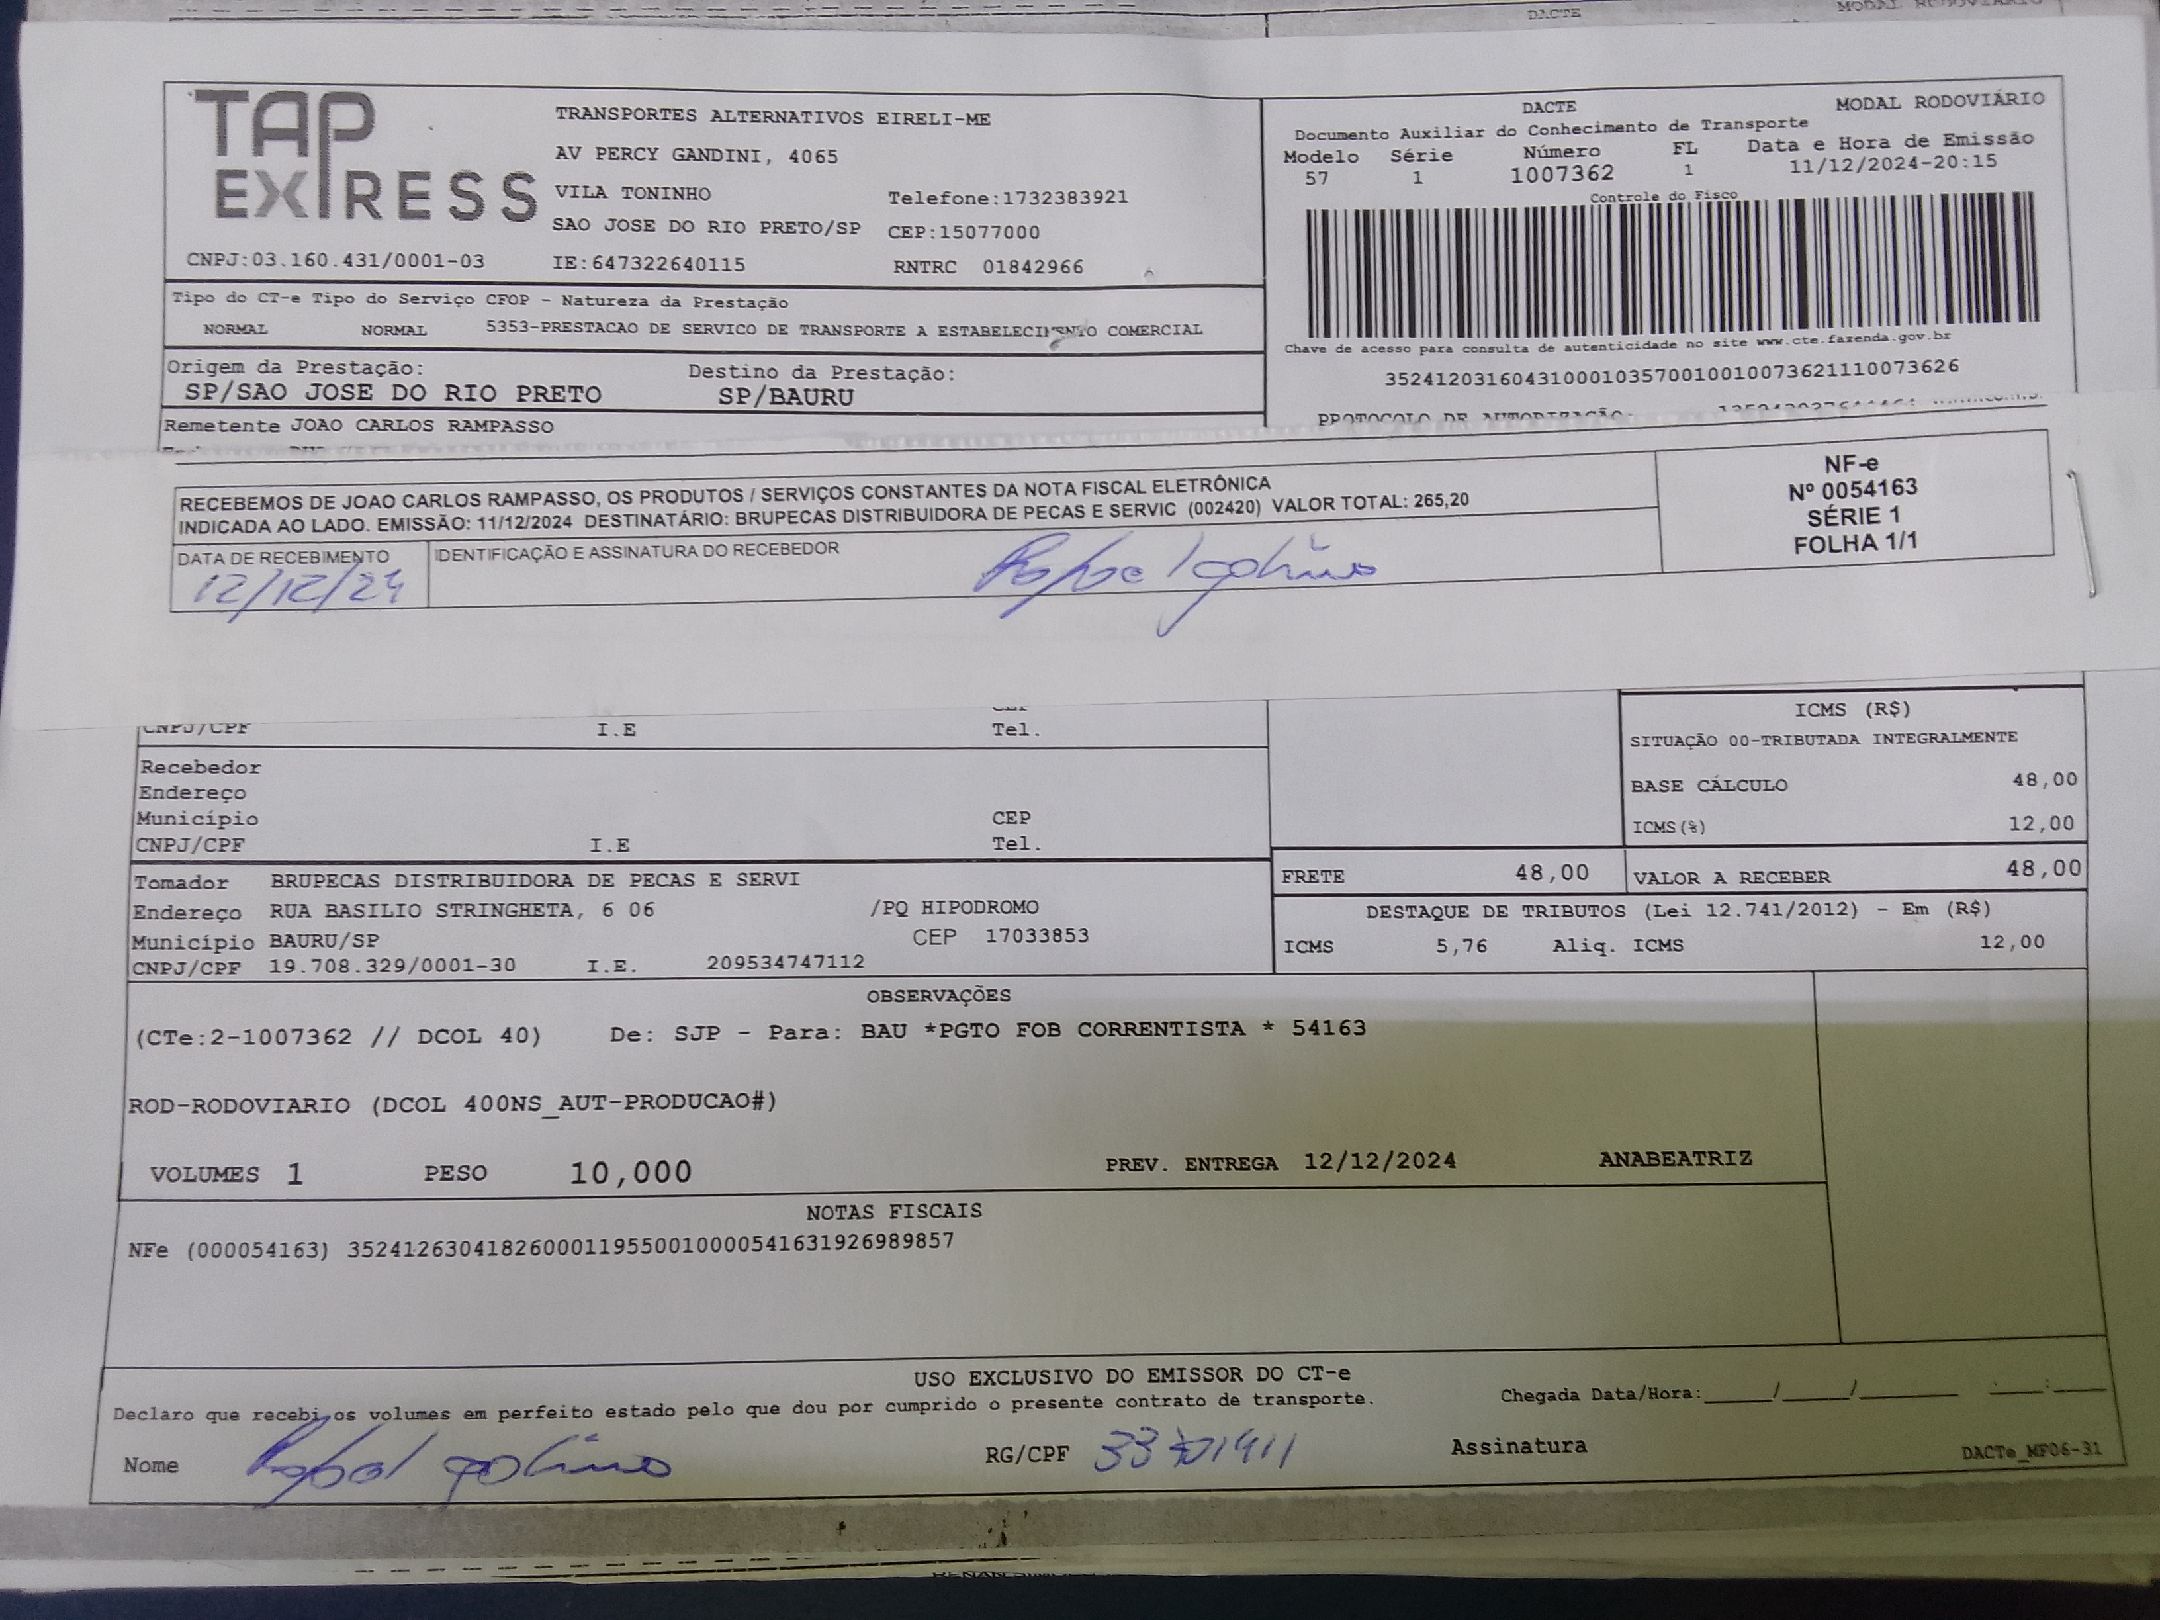 DACTE MODAL RODOVIÁRIO
TAP EXPRESS
TRANSPORTES ALTERNATIVOS EIRELI-ME
AV PERCY GANDINI, 4065
VILA TONINHO Telefone:1732383921
SAO JOSE DO RIO PRETO/SP CEP:15077000
CNPJ:03.160.431/0001-03 IE:647322640115 RNTRC 01842966
DACTE MODAL RODOVIÁRIO
Documento Auxiliar do Conhecimento de Transporte
Modelo Série Número FL Data e Hora de Emissão
57 1 1007362 1 11/12/2024-20:15
Controle do Fisco
Chave de acesso para consulta de autenticidade no site www.cte.fazenda.gov.br
35241203160431000103570010010073621110073626
PROTOCOLO DE AUTORIZAÇÃO:
Tipo do CT-e Tipo do Serviço CFOP - Natureza da Prestação
NORMAL NORMAL 5353-PRESTACAO DE SERVICO DE TRANSPORTE A ESTABELECIMENTO COMERCIAL
Origem da Prestação: Destino da Prestação:
SP/SAO JOSE DO RIO PRETO SP/BAURU
Remetente JOAO CARLOS RAMPASSO
RECEBEMOS DE JOAO CARLOS RAMPASSO, OS PRODUTOS / SERVIÇOS CONSTANTES DA NOTA FISCAL ELETRÔNICA
INDICADA AO LADO. EMISSÃO: 11/12/2024 DESTINATÁRIO: BRUPECAS DISTRIBUIDORA DE PECAS E SERVIC (002420) VALOR TOTAL: 265,20
DATA DE RECEBIMENTO IDENTIFICAÇÃO E ASSINATURA DO RECEBEDOR
12/12/24
NF-e
Nº 0054163
SÉRIE 1
FOLHA 1/1
CNPJ/CPF I.E Tel.
Recebedor
Endereço
Município CEP
CNPJ/CPF I.E Tel.
ICMS (R$)
SITUAÇÃO 00-TRIBUTADA INTEGRALMENTE
BASE CÁLCULO 48,00
ICMS(%) 12,00
FRETE 48,00 VALOR A RECEBER 48,00
Tomador BRUPECAS DISTRIBUIDORA DE PECAS E SERVI
Endereço RUA BASILIO STRINGHETA, 6 06 /PQ HIPODROMO
Município BAURU/SP CEP 17033853
CNPJ/CPF 19.708.329/0001-30 I.E. 209534747112
DESTAQUE DE TRIBUTOS (Lei 12.741/2012) - Em (R$)
ICMS 5,76 Aliq. ICMS 12,00
OBSERVAÇÕES
(CTe:2-1007362 // DCOL 40) De: SJP - Para: BAU *PGTO FOB CORRENTISTA * 54163
ROD-RODOVIARIO (DCOL 400NS_AUT-PRODUCAO#)
VOLUMES 1 PESO 10,000 PREV. ENTREGA 12/12/2024 ANABEATRIZ
NOTAS FISCAIS
NFe (000054163) 35241263041826000119550010000541631926989857
USO EXCLUSIVO DO EMISSOR DO CT-e
Declaro que recebi os volumes em perfeito estado pelo que dou por cumprido o presente contrato de transporte. Chegada Data/Hora:____/____/______ ___:___
Nome RG/CPF Assinatura DACTe_MF06-31